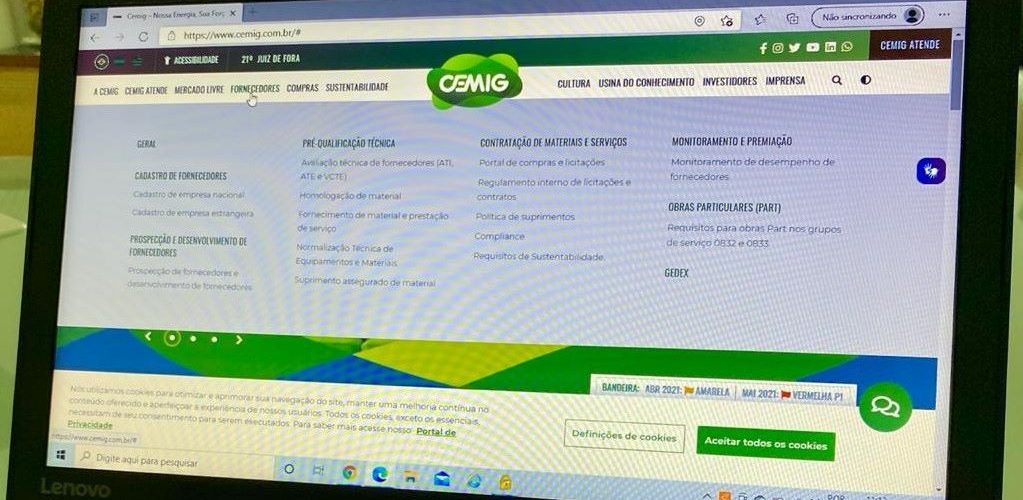 Cemig - Nossa Energia, Sua Forç
Não sincronizando
https://www.cemig.com.br/#
ACESSIBILIDADE
21º JUIZ DE FORA
CEMIG ATENDE
A CEMIG CEMIG ATENDE MERCADO LIVRE FORNECEDORES COMPRAS SUSTENTABILIDADE
CEMIG
CULTURA USINA DO CONHECIMENTO INVESTIDORES IMPRENSA
GERAL
CADASTRO DE FORNECEDORES
Cadastro de empresa nacional
Cadastro de empresa estrangeira
PROSPECÇÃO E DESENVOLVIMENTO DE
FORNECEDORES
Prospecção de fornecedores e
desenvolvimento de fornecedores
PRÉ-QUALIFICAÇÃO TÉCNICA
Avaliação técnica de fornecedores (ATI,
ATE e VCTE)
Homologação de material
Fornecimento de material e prestação
de serviço
Normalização Técnica de
Equipamentos e Materiais
Suprimento assegurado de material
CONTRATAÇÃO DE MATERIAIS E SERVIÇOS
Portal de compras e licitações
Regulamento interno de licitações e
contratos
Política de suprimentos
Compliance
Requisitos de Sustentabilidade.
MONITORAMENTO E PREMIAÇÃO
Monitoramento de desempenho de
fornecedores
OBRAS PARTICULARES (PART)
Requisitos para obras Part nos grupos
de serviço 0832 e 0833
GEDEX
BANDEIRA: ABR 2021: AMARELA | MAI 2021: VERMELHA P1
Nós utilizamos cookies para otimizar e aprimorar sua navegação do site, manter uma melhoria contínua no
conteúdo oferecido e aperfeiçoar a experiência de nossos usuários. Todos os cookies, exceto os essenciais,
necessitam de seu consentimento para serem executados. Para saber mais acesse nosso Portal de
Privacidade
Definições de cookies
Aceitar todos os cookies
https://www.cemig.com.br/#
Digite aqui para pesquisar
POR
Lenovo